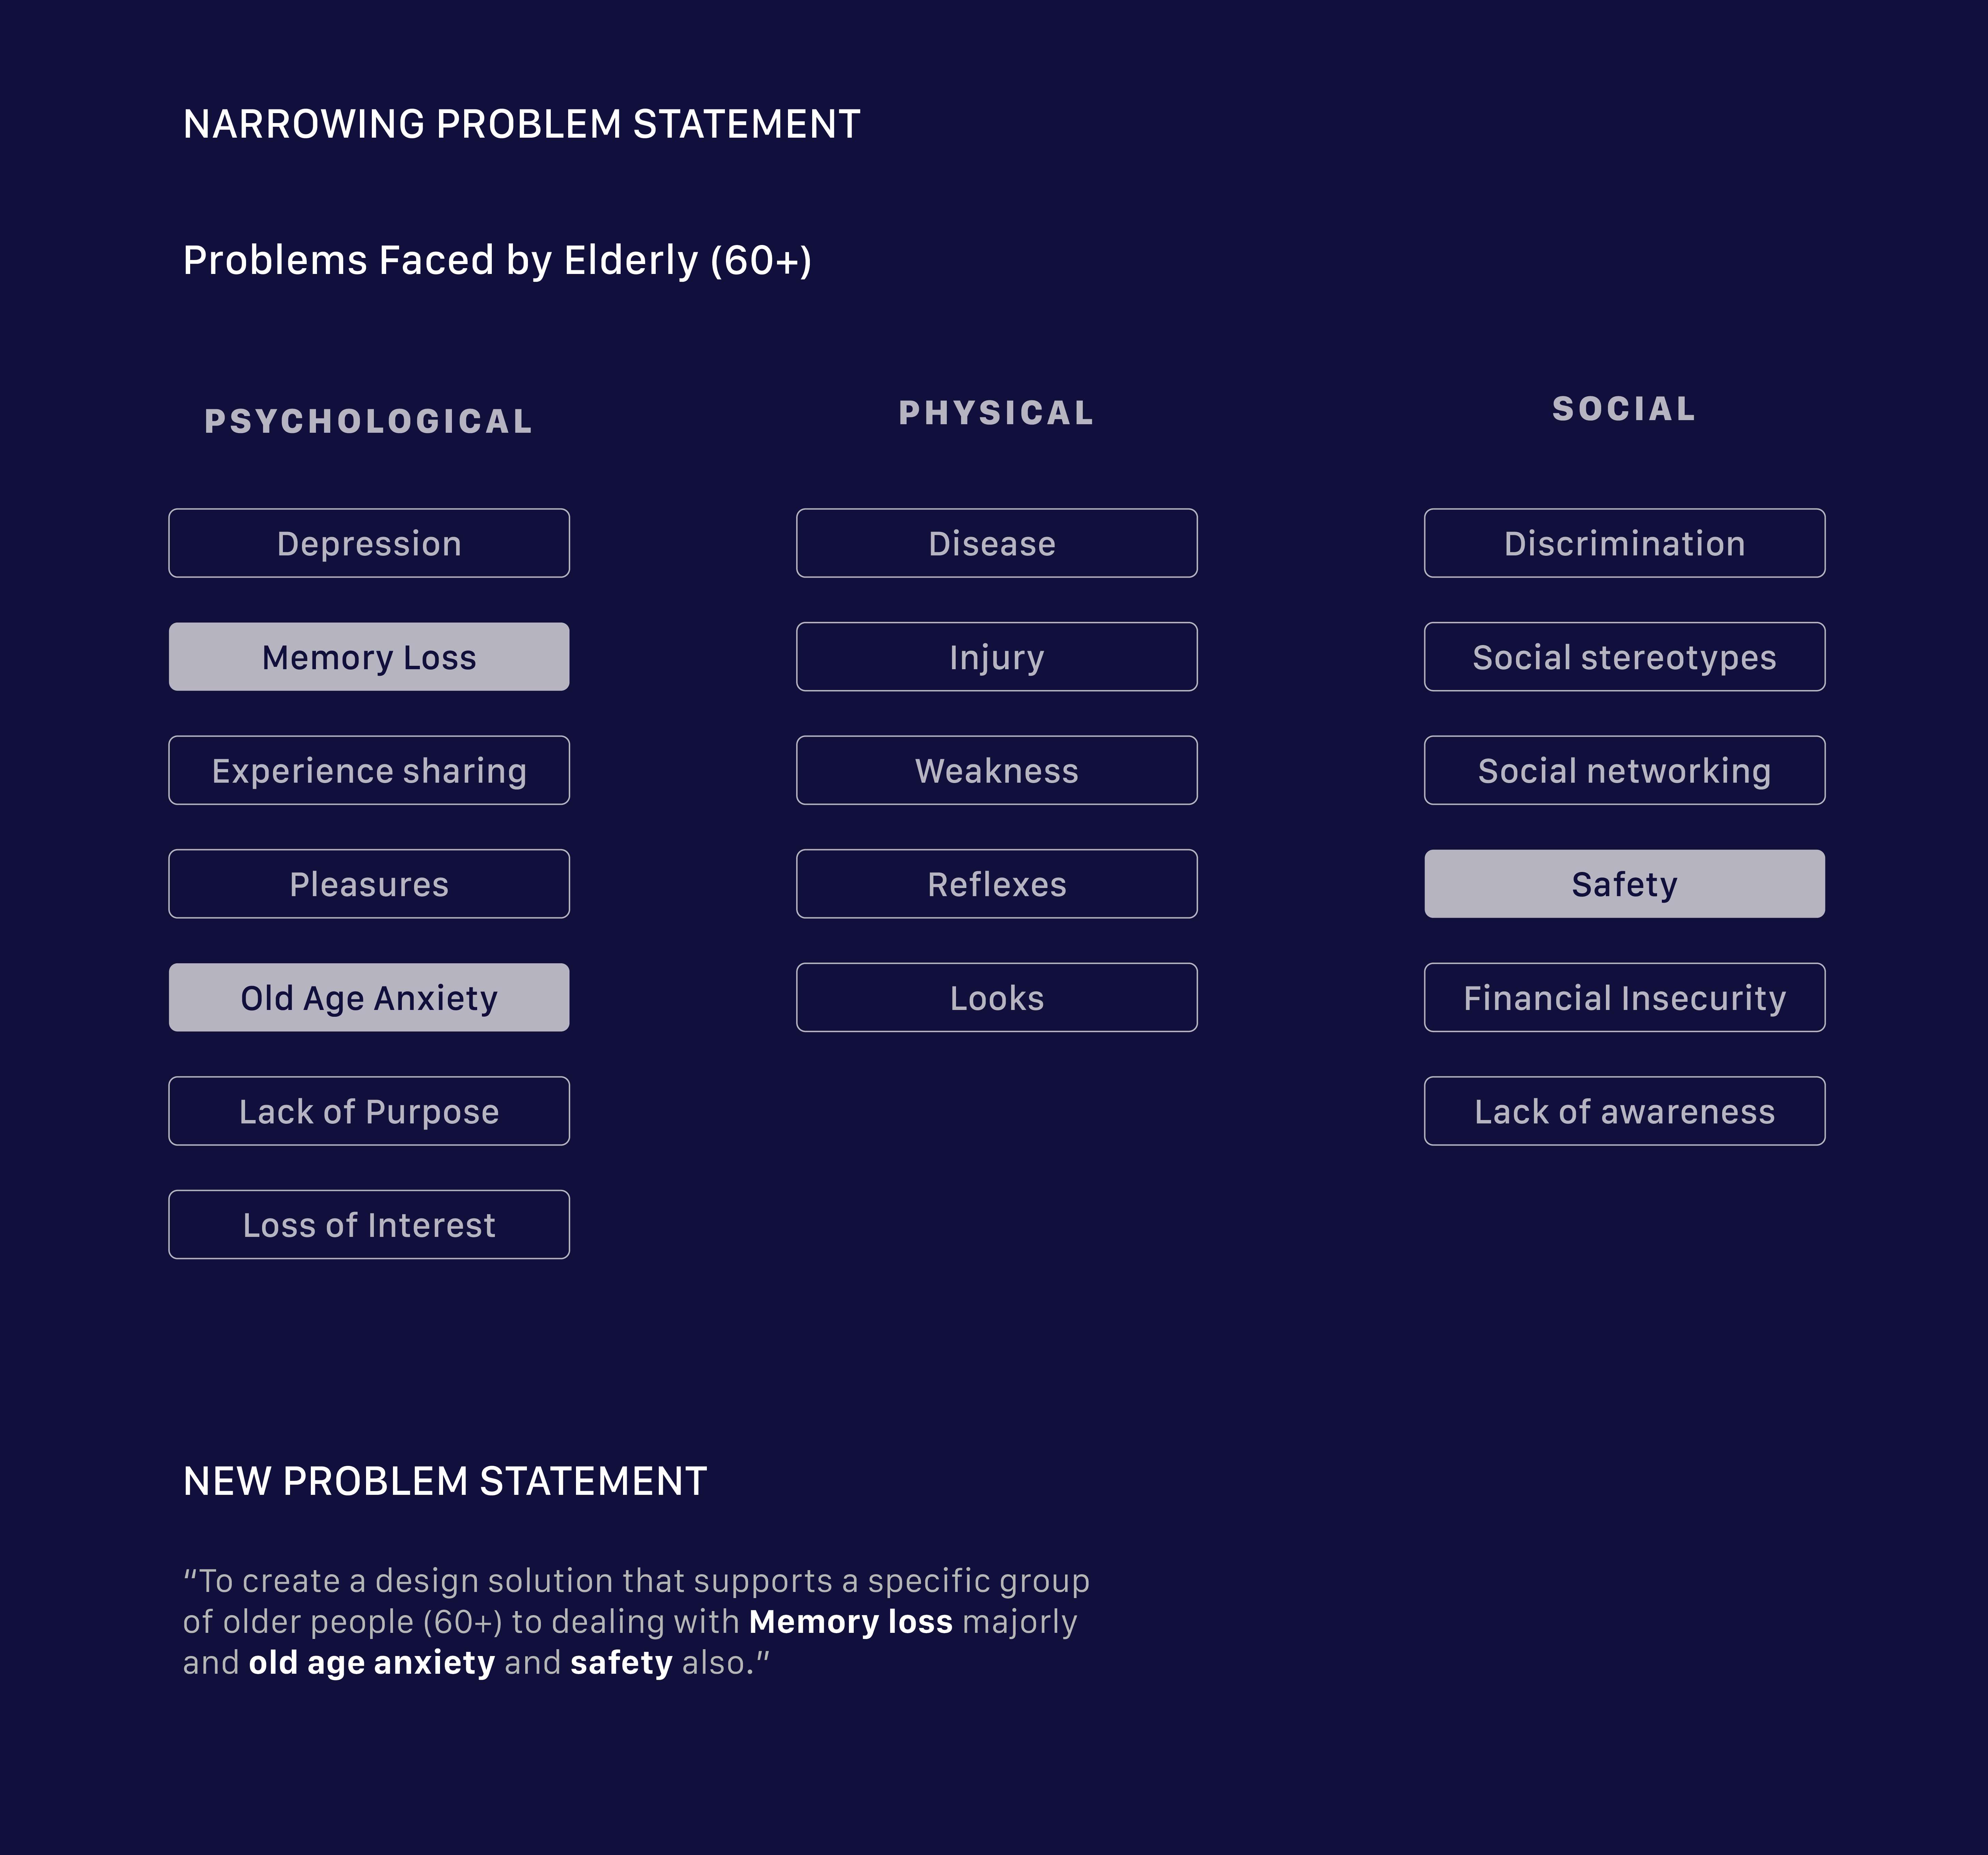 NARROWING PROBLEM STATEMENT
Problems Faced by Elderly (60+)
PSYCHOLOGICAL
Depression
Memory Loss
Experience sharing
Pleasures
Old Age Anxiety
Lack of Purpose
Loss of Interest
PHYSICAL
Disease
Injury
Weakness
Reflexes
Looks
SOCIAL
Discrimination
Social stereotypes
Social networking
Safety
Financial Insecurity
Lack of awareness
NEW PROBLEM STATEMENT
“To create a design solution that supports a specific group
of older people (60+) to dealing with Memory loss majorly
and old age anxiety and safety also.”